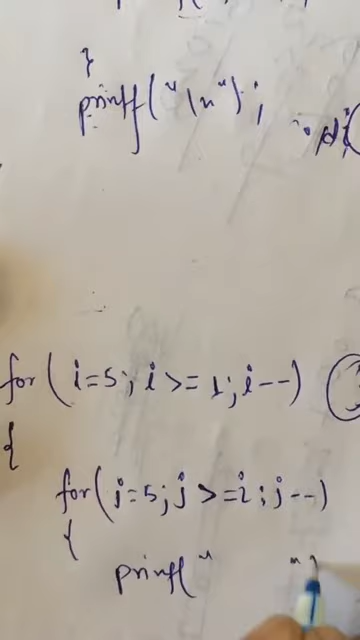 }
printf("\n");
for(i=5;i>=1;i--)
{
for(j=5;j>=i;j--)
{
printf("      "